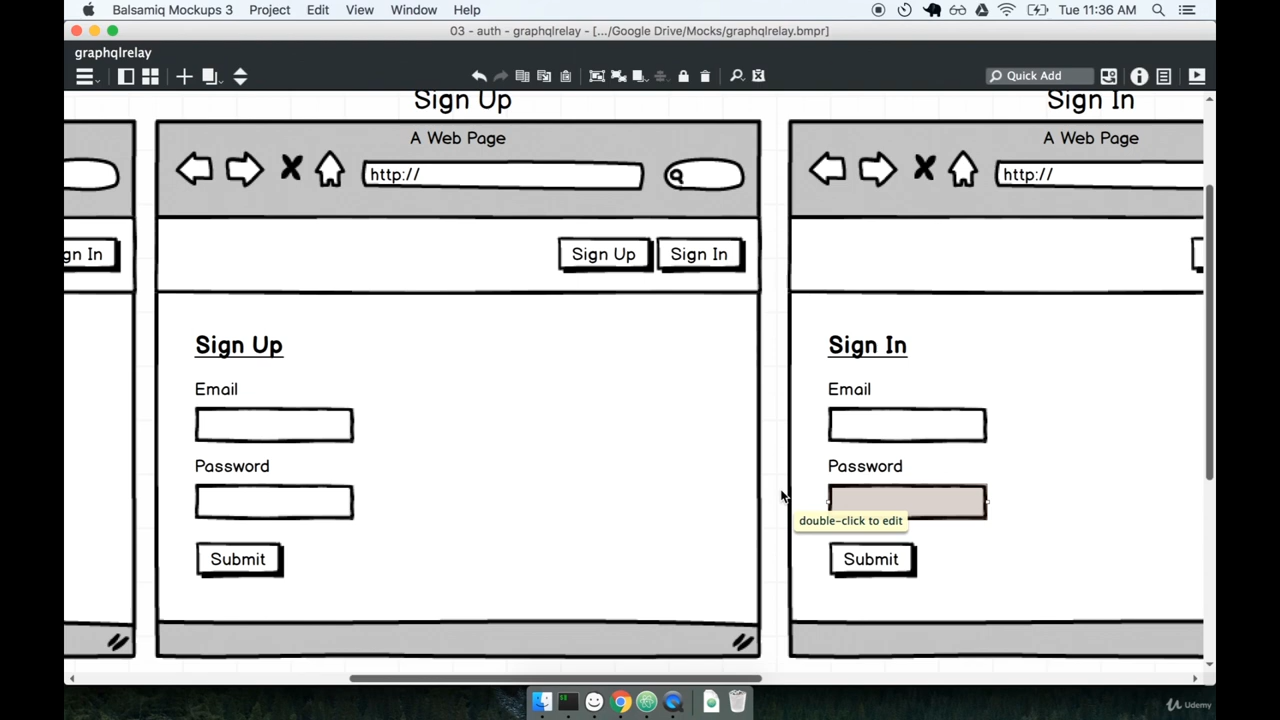 Balsamiq Mockups 3 Project Edit View Window Help Tue 11:36 AM
03 - auth - graphqlrelay - [.../Google Drive/Mocks/graphqlrelay.bmpr]
graphqlrelay
Quick Add
Sign Up Sign In
A Web Page A Web Page
http:// http://
gn In Sign Up Sign In
Sign Up Sign In
Email Email
Password Password
double-click to edit
Submit Submit
Udemy